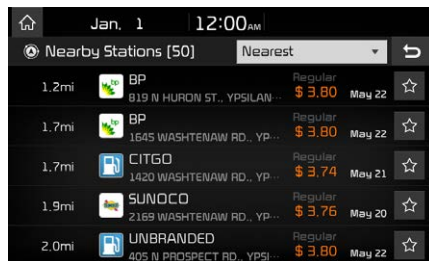 Jan. 1 12:00AM
Nearby Stations [50] Nearest
1.2mi BP Regular
819 N HURON ST., YPSILAN··· $ 3.80 May 22
1.7mi BP Regular
1645 WASHTENAW RD., YP··· $ 3.80 May 22
1.7mi CITGO Regular
1420 WASHTENAW RD., YP··· $ 3.74 May 21
1.9mi SUNOCO Regular
2169 WASHTENAW RD., YP··· $ 3.76 May 20
2.0mi UNBRANDED Regular
405 N PROSPECT RD., YPSI··· $ 3.80 May 22